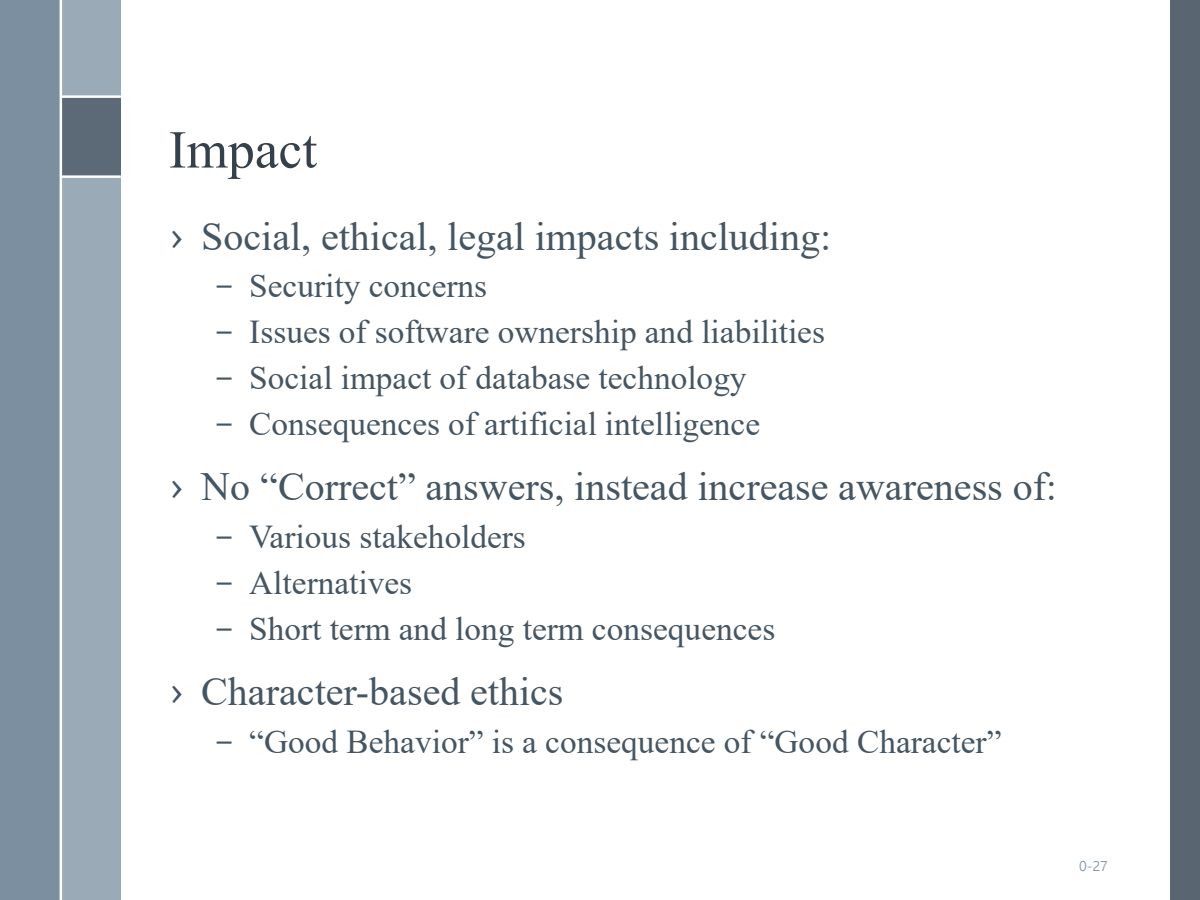 Impact
› Social, ethical, legal impacts including:
– Security concerns
– Issues of software ownership and liabilities
– Social impact of database technology
– Consequences of artificial intelligence
› No “Correct” answers, instead increase awareness of:
– Various stakeholders
– Alternatives
– Short term and long term consequences
› Character-based ethics
– “Good Behavior” is a consequence of “Good Character”
0-27